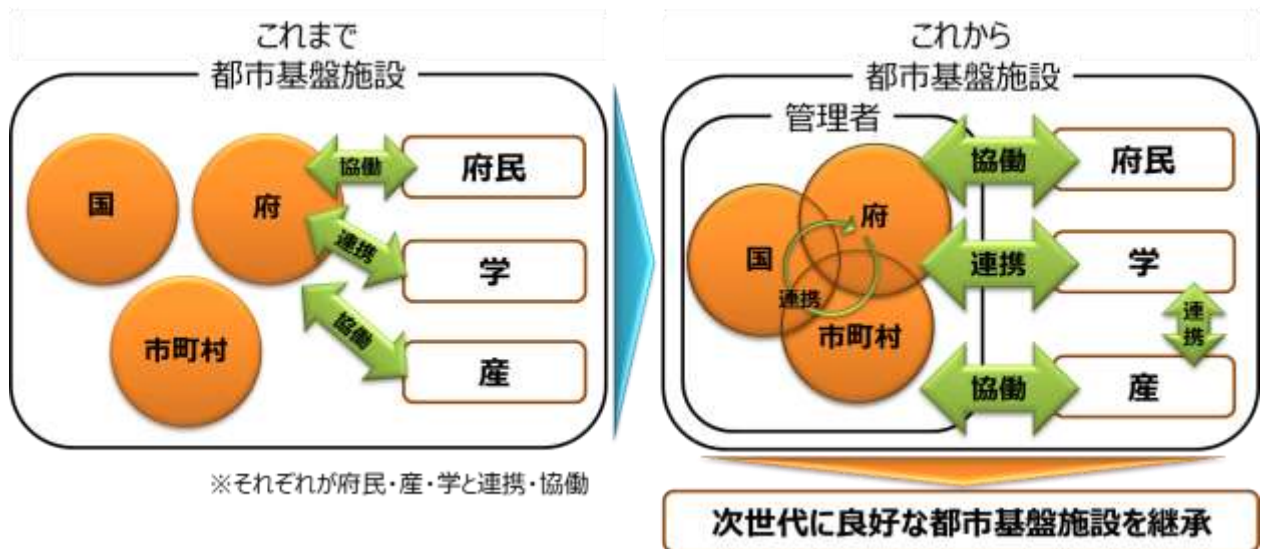 これまで
都市基盤施設
国
府
市町村
協働
連携
協働
府民
学
産
※それぞれが府民・産・学と連携・協働
これから
都市基盤施設
管理者
国
府
市町村
連携
協働
連携
協働
府民
学
連携
産
次世代に良好な都市基盤施設を継承